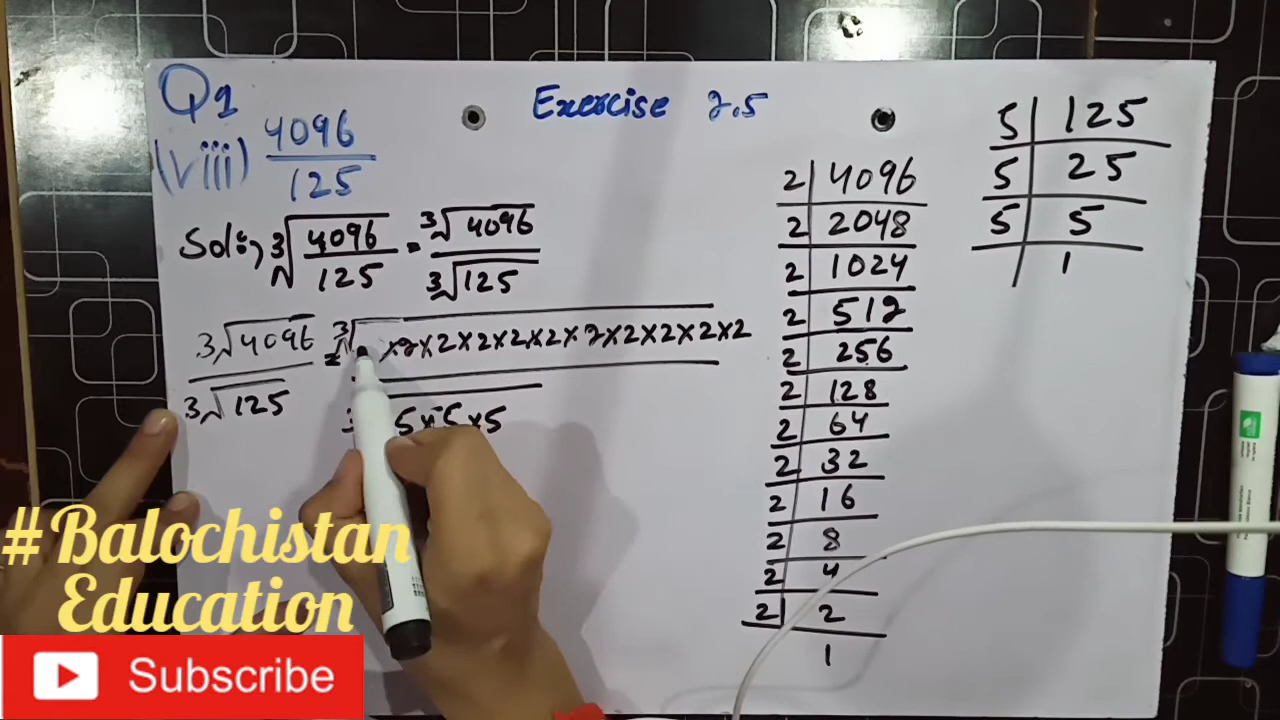 Q1
Exercise 2.5
(viii) 4096/125
Sol:, ∛(4096/125) = ∛4096/∛125
∛4096/∛125
×2×2×2×2×2×2×2×2×2×2
5×5×5
2 | 4096
2 | 2048
2 | 1024
2 | 512
2 | 256
2 | 128
2 | 64
2 | 32
2 | 16
2 | 8
2 | 4
2 | 2
1
5 | 125
5 | 25
5 | 5
1
#Balochistan
Education
Subscribe